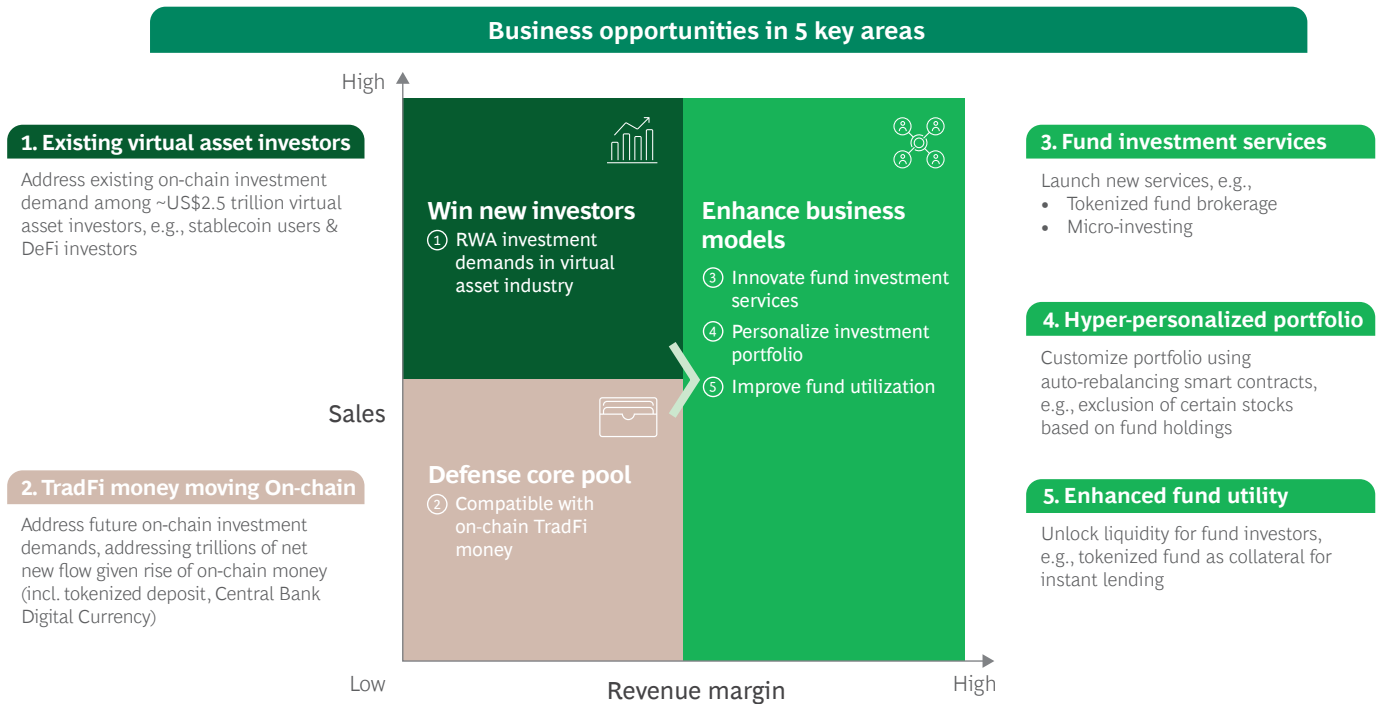 Business opportunities in 5 key areas
High
1. Existing virtual asset investors
Address existing on-chain investment
demand among ~US$2.5 trillion virtual
asset investors, e.g., stablecoin users &
DeFi investors
Sales
2. TradFi money moving On-chain
Address future on-chain investment
demands, addressing trillions of net
new flow given rise of on-chain money
(incl. tokenized deposit, Central Bank
Digital Currency)
Low
Win new investors
① RWA investment
demands in virtual
asset industry
Defense core pool
② Compatible with
on-chain TradFi
money
Enhance business
models
③ Innovate fund investment
services
④ Personalize investment
portfolio
⑤ Improve fund utilization
Revenue margin
High
3. Fund investment services
Launch new services, e.g.,
• Tokenized fund brokerage
• Micro-investing
4. Hyper-personalized portfolio
Customize portfolio using
auto-rebalancing smart contracts,
e.g., exclusion of certain stocks
based on fund holdings
5. Enhanced fund utility
Unlock liquidity for fund investors,
e.g., tokenized fund as collateral for
instant lending